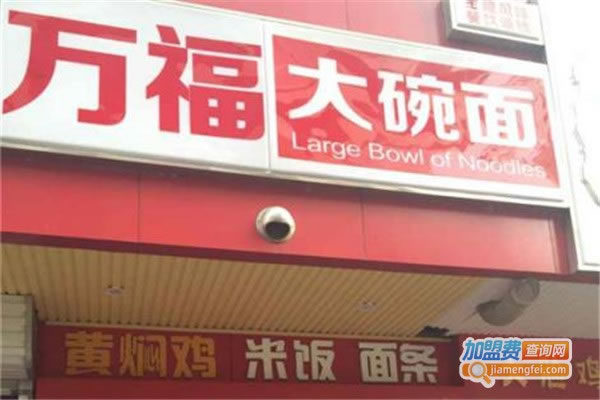 万福 大碗面
Large Bowl of Noodles
黄焖鸡 米饭 面条
加盟费查询网
jiamengfei.com